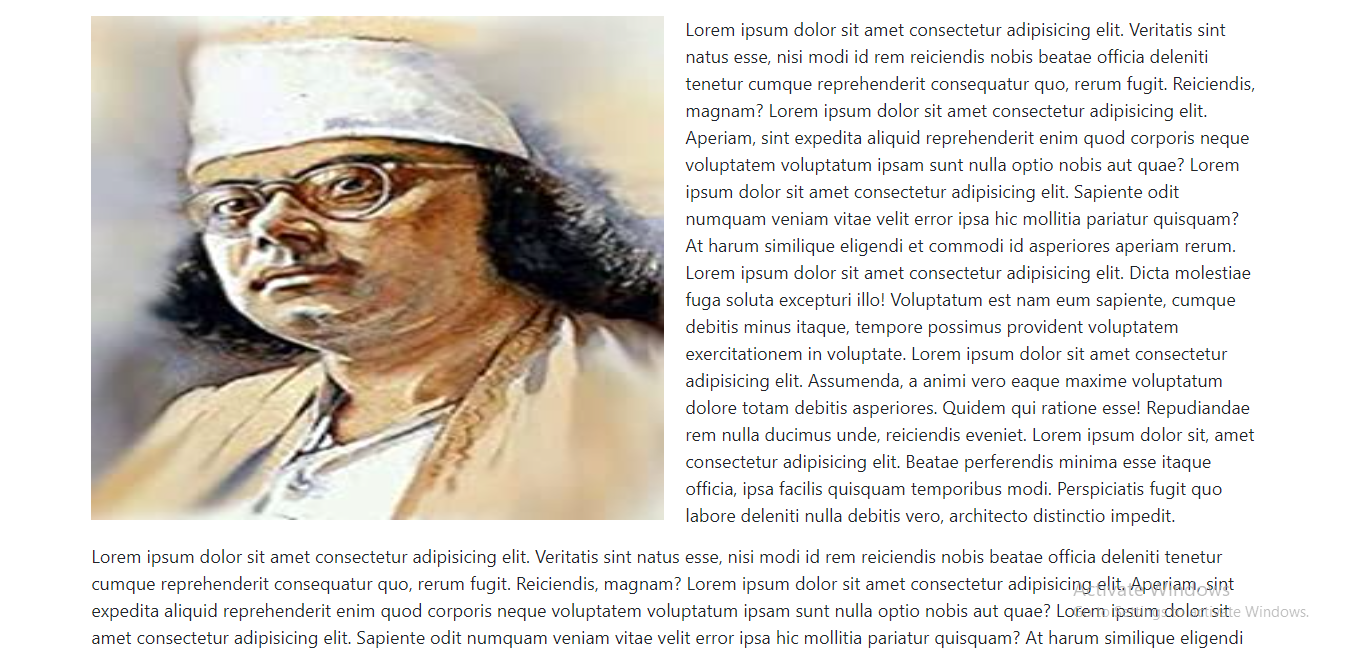 Lorem ipsum dolor sit amet consectetur adipisicing elit. Veritatis sint
natus esse, nisi modi id rem reiciendis nobis beatae officia deleniti
tenetur cumque reprehenderit consequatur quo, rerum fugit. Reiciendis,
magnam? Lorem ipsum dolor sit amet consectetur adipisicing elit.
Aperiam, sint expedita aliquid reprehenderit enim quod corporis neque
voluptatem voluptatum ipsam sunt nulla optio nobis aut quae? Lorem
ipsum dolor sit amet consectetur adipisicing elit. Sapiente odit
numquam veniam vitae velit error ipsa hic mollitia pariatur quisquam?
At harum similique eligendi et commodi id asperiores aperiam rerum.
Lorem ipsum dolor sit amet consectetur adipisicing elit. Dicta molestiae
fuga soluta excepturi illo! Voluptatum est nam eum sapiente, cumque
debitis minus itaque, tempore possimus provident voluptatem
exercitationem in voluptate. Lorem ipsum dolor sit amet consectetur
adipisicing elit. Assumenda, a animi vero eaque maxime voluptatum
dolore totam debitis asperiores. Quidem qui ratione esse! Repudiandae
rem nulla ducimus unde, reiciendis eveniet. Lorem ipsum dolor sit, amet
consectetur adipisicing elit. Beatae perferendis minima esse itaque
officia, ipsa facilis quisquam temporibus modi. Perspiciatis fugit quo
labore deleniti nulla debitis vero, architecto distinctio impedit.
Lorem ipsum dolor sit amet consectetur adipisicing elit. Veritatis sint natus esse, nisi modi id rem reiciendis nobis beatae officia deleniti tenetur
cumque reprehenderit consequatur quo, rerum fugit. Reiciendis, magnam? Lorem ipsum dolor sit amet consectetur adipisicing elit. Aperiam, sint
expedita aliquid reprehenderit enim quod corporis neque voluptatem voluptatum ipsam sunt nulla optio nobis aut quae? Lorem ipsum dolor sit
amet consectetur adipisicing elit. Sapiente odit numquam veniam vitae velit error ipsa hic mollitia pariatur quisquam? At harum similique eligendi
Activate Windows
Go to Settings to activate Windows.